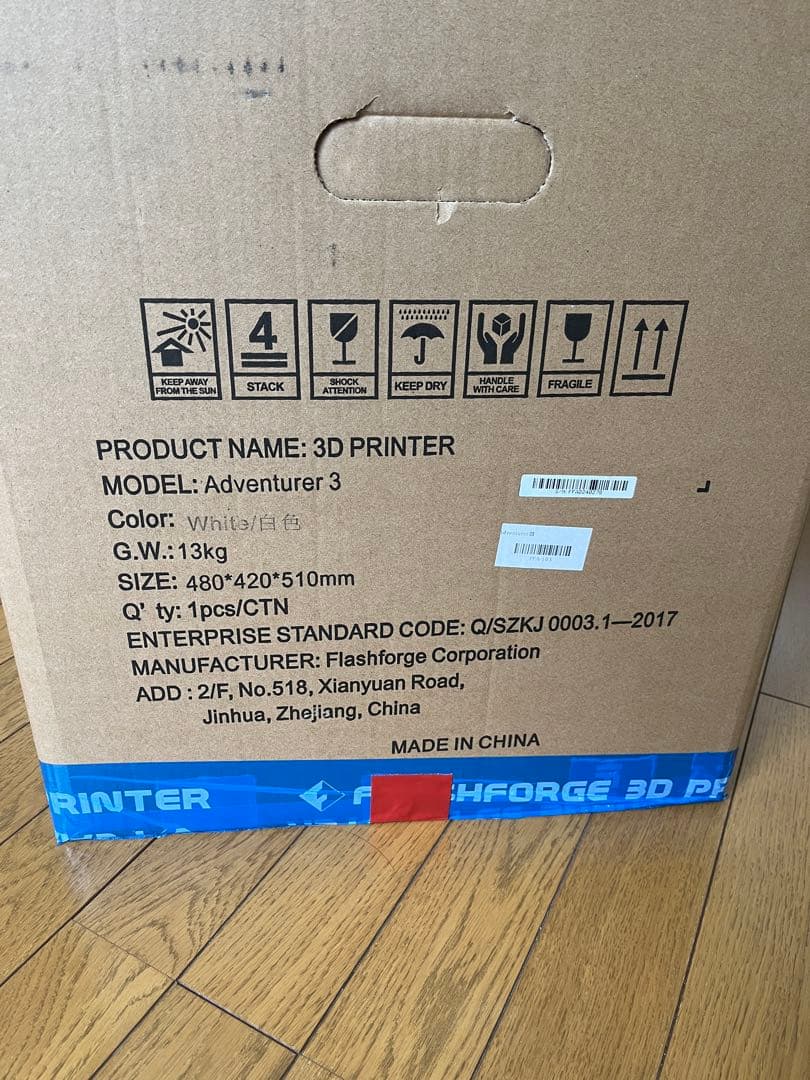 4
KEEP AWAY
FROM THE SUN
STACK
SHOCK
ATTENTION
KEEP DRY
HANDLE
WITH CARE
FRAGILE
PRODUCT NAME: 3D PRINTER
MODEL: Adventurer 3
Color: White/白色
G.W.: 13kg
SIZE: 480*420*510mm
Q' ty: 1pcs/CTN
ENTERPRISE STANDARD CODE: Q/SZKJ 0003.1—2017
MANUFACTURER: Flashforge Corporation
ADD : 2/F, No.518, Xianyuan Road,
Jinhua, Zhejiang, China
MADE IN CHINA
RINTER
F SHFORGE 3D PR